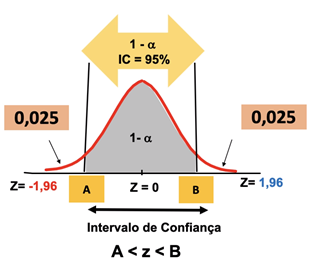 1 - α
IC = 95%
0,025
0,025
1- α
Z= -1,96
A
Z = 0
B
Z= 1,96
Intervalo de Confiança
A < z < B